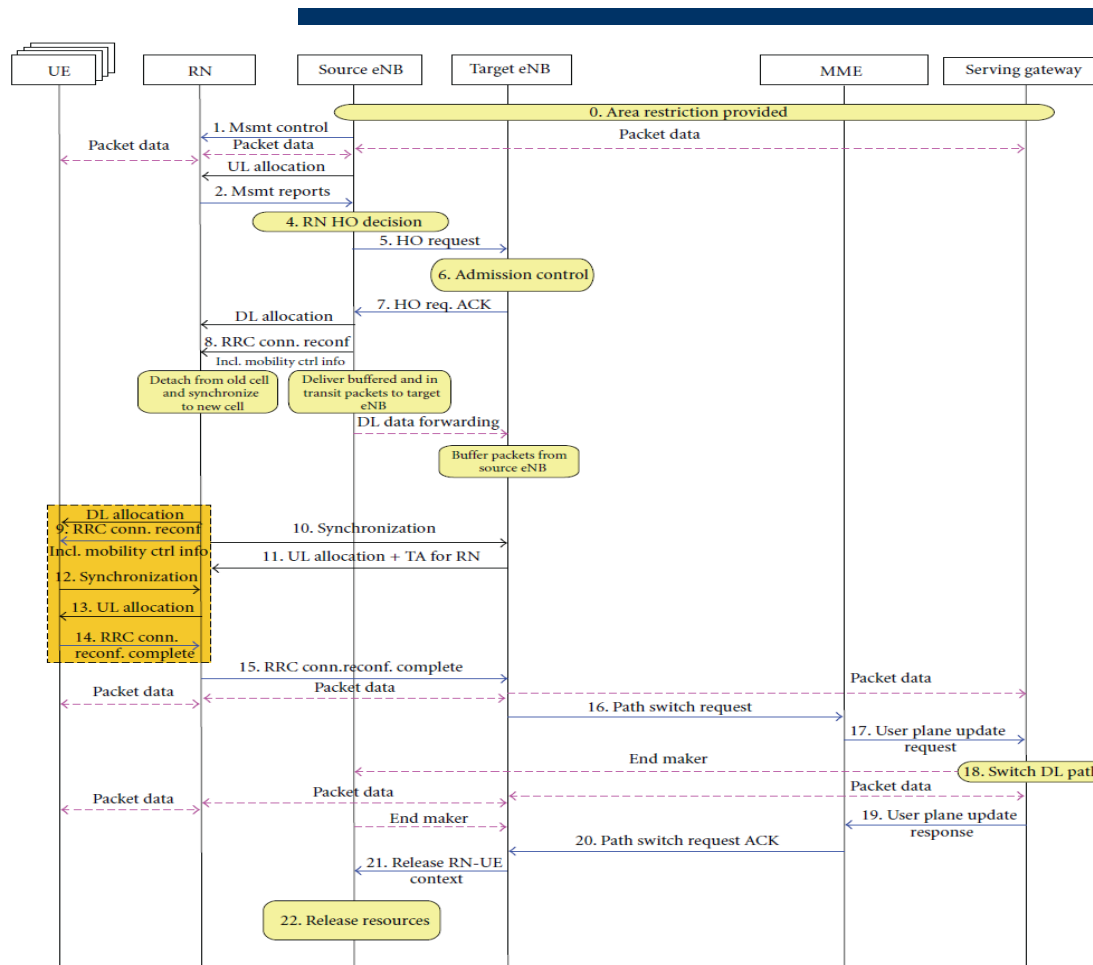 UE
RN
Source eNB
Target eNB
MME
Serving gateway
0. Area restriction provided
1. Msmt control
Packet data
Packet data
Packet data
UL allocation
2. Msmt reports
4. RN HO decision
5. HO request
6. Admission control
7. HO req. ACK
DL allocation
8. RRC conn. reconf
Incl. mobility ctrl info
Detach from old cell
and synchronize
to new cell
Deliver buffered and in
transit packets to target
eNB
DL data forwarding
Buffer packets from
source eNB
DL allocation
9. RRC conn. reconf
Incl. mobility ctrl info
10. Synchronization
11. UL allocation + TA for RN
12. Synchronization
13. UL allocation
14. RRC conn.
reconf. complete
15. RRC conn.reconf. complete
Packet data
Packet data
Packet data
16. Path switch request
17. User plane update
request
End maker
18. Switch DL path
Packet data
Packet data
Packet data
End maker
19. User plane update
response
20. Path switch request ACK
21. Release RN-UE
context
22. Release resources